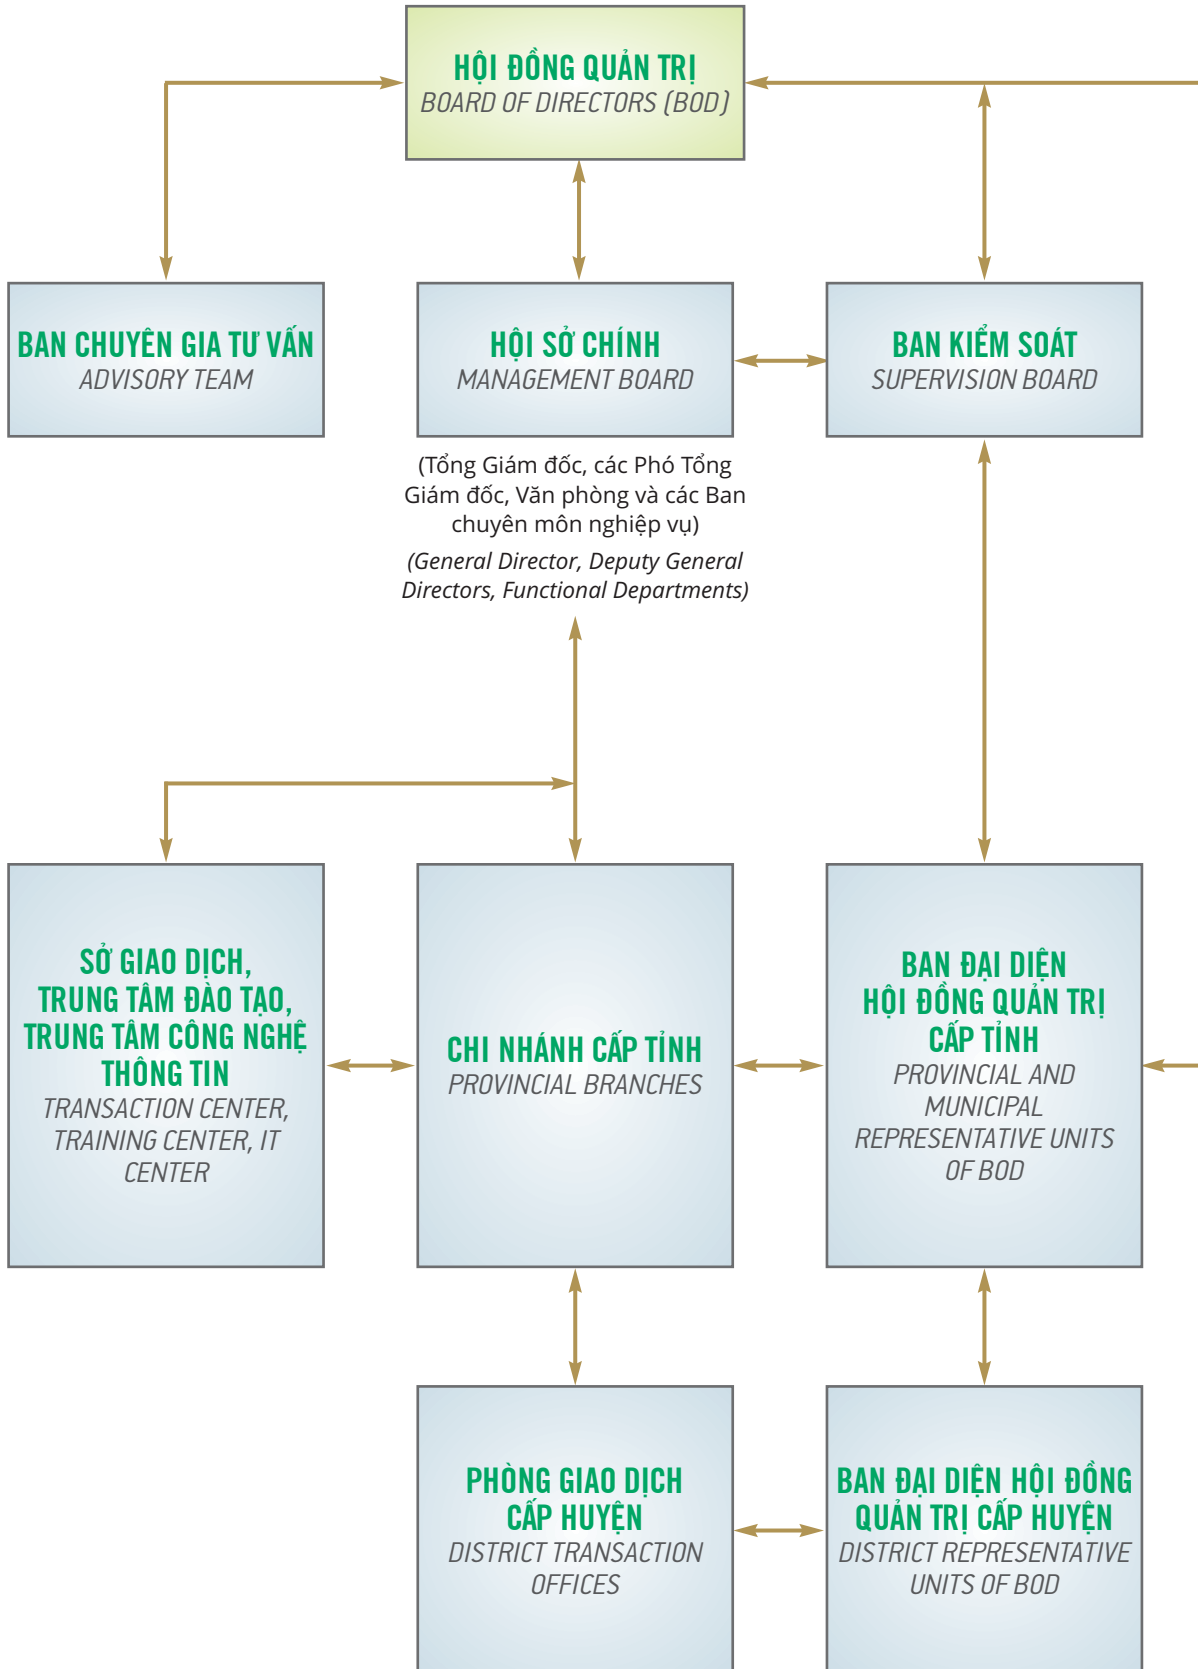 HỘI ĐỒNG QUẢN TRỊ
BOARD OF DIRECTORS (BOD)
BAN CHUYÊN GIA TƯ VẤN
ADVISORY TEAM
HỘI SỞ CHÍNH
MANAGEMENT BOARD
BAN KIỂM SOÁT
SUPERVISION BOARD
(Tổng Giám đốc, các Phó Tổng
Giám đốc, Văn phòng và các Ban
chuyên môn nghiệp vụ)
(General Director, Deputy General
Directors, Functional Departments)
SỞ GIAO DỊCH,
TRUNG TÂM ĐÀO TẠO,
TRUNG TÂM CÔNG NGHỆ
THÔNG TIN
TRANSACTION CENTER,
TRAINING CENTER, IT
CENTER
CHI NHÁNH CẤP TỈNH
PROVINCIAL BRANCHES
BAN ĐẠI DIỆN
HỘI ĐỒNG QUẢN TRỊ
CẤP TỈNH
PROVINCIAL AND
MUNICIPAL
REPRESENTATIVE UNITS
OF BOD
PHÒNG GIAO DỊCH
CẤP HUYỆN
DISTRICT TRANSACTION
OFFICES
BAN ĐẠI DIỆN HỘI ĐỒNG
QUẢN TRỊ CẤP HUYỆN
DISTRICT REPRESENTATIVE
UNITS OF BOD